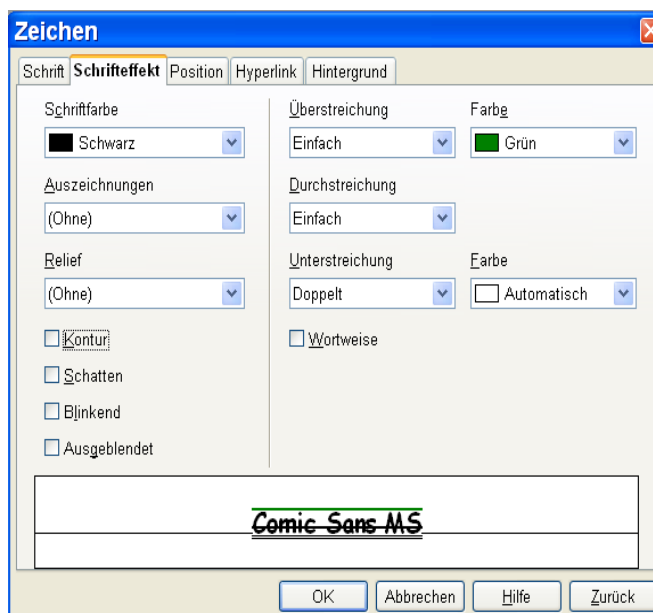 Zeichen
Schrift Schrifteffekt Position Hyperlink Hintergrund
Schriftfarbe
Schwarz
Auszeichnungen
(Ohne)
Relief
(Ohne)
Kontur
Schatten
Blinkend
Ausgeblendet
Überstreichung Farbe
Einfach Grün
Durchstreichung
Einfach
Unterstreichung Farbe
Doppelt Automatisch
Wortweise
Comic Sans MS
OK Abbrechen Hilfe Zurück